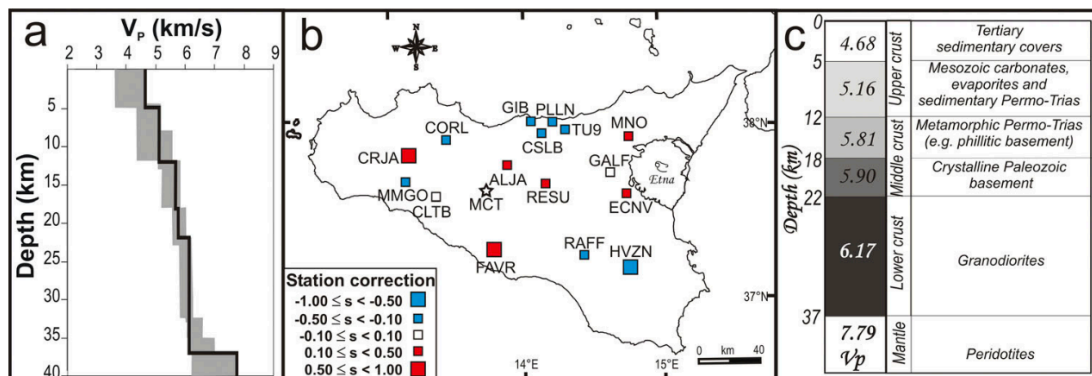 a
V_P (km/s)
2 3 4 5 6 7 8 9
Depth (km)
5
10
15
20
25
30
35
40
b
N
W E
S
GIB PLLN
TU9
CORL
CSLB
MNO
38°N
CRJA
GALF
ALJA
Etna
MMGO
MCT
RESU
CLTB
ECNV
RAFF
HVZN
FAVR
37°N
Station correction
-1.00 ≤ s < -0.50
-0.50 ≤ s < -0.10
-0.10 ≤ s < 0.10
0.10 ≤ s < 0.50
0.50 ≤ s < 1.00
0 km 40
14°E
15°E
c
Depth (km)
0
5
12
18
22
37
4.68
5.16
5.81
5.90
6.17
7.79
Vp
Upper crust
Middle crust
Lower crust
Mantle
Tertiary
sedimentary covers
Mesozoic carbonates,
evaporites and
sedimentary Permo-Trias
Metamorphic Permo-Trias
(e.g. phillitic basement)
Crystalline Paleozoic
basement
Granodiorites
Peridotites